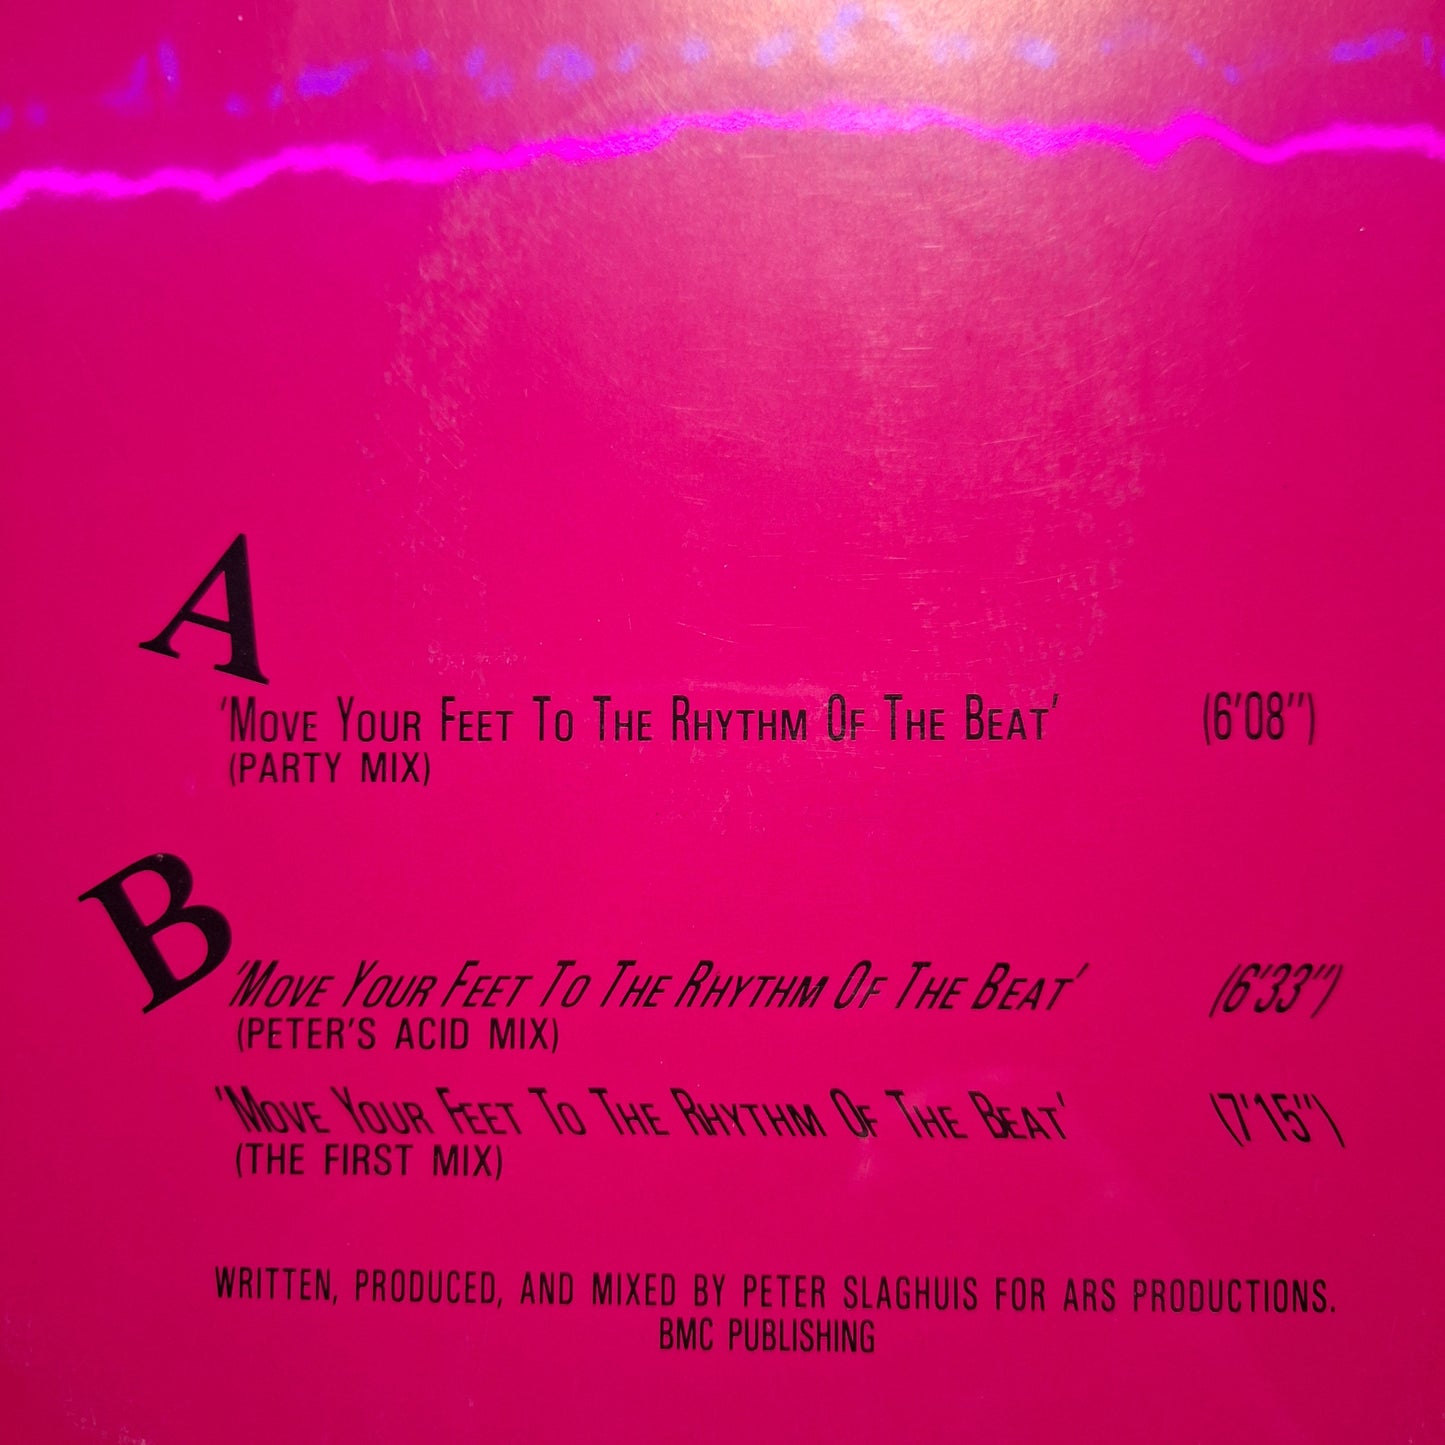 A
'Move Your Feet To The Rhythm Of The Beat' (6'08")
(PARTY MIX)
B
'Move Your Feet To The Rhythm Of The Beat' (6'33")
(PETER'S ACID MIX)
'Move Your Feet To The Rhythm Of The Beat' (7'15")
(THE FIRST MIX)
WRITTEN, PRODUCED, AND MIXED BY PETER SLAGHUIS FOR ARS PRODUCTIONS.
BMC PUBLISHING